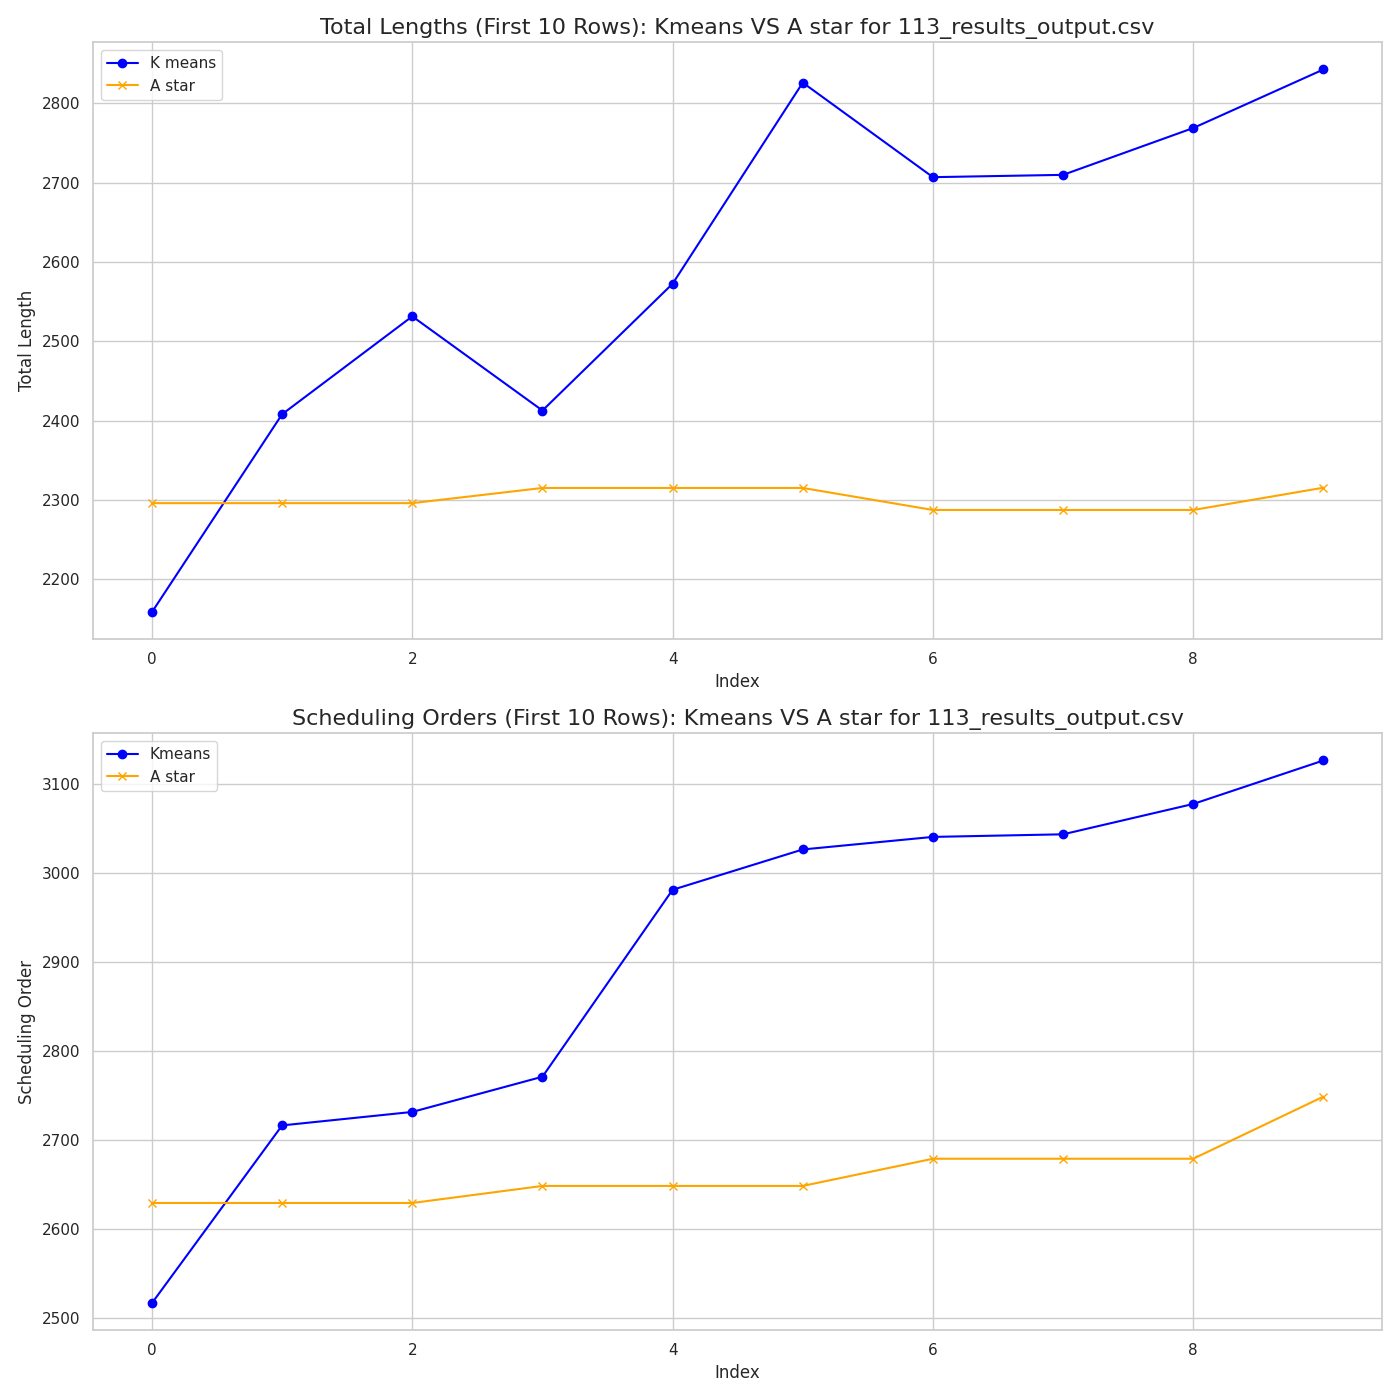 Total Lengths (First 10 Rows): Kmeans VS A star for 113_results_output.csv
K means
A star
2800
2700
2600
2500
2400
2300
2200
Total Length
0 2 4 6 8
Index
Scheduling Orders (First 10 Rows): Kmeans VS A star for 113_results_output.csv
Kmeans
A star
3100
3000
2900
2800
2700
2600
2500
Scheduling Order
0 2 4 6 8
Index